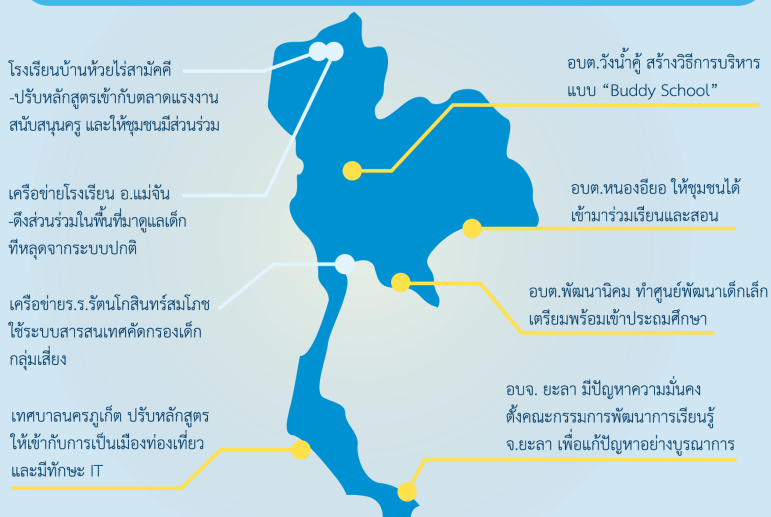 โรงเรียนบ้านห้วยไร่สามัคคี
-ปรับหลักสูตรเข้ากับตลาดแรงงาน
สนับสนุนครู และให้ชุมชนมีส่วนร่วม
เครือข่ายโรงเรียน อ.แม่จัน
-ดึงส่วนร่วมในพื้นที่มาดูแลเด็ก
ทีหลุดจากระบบปกติ
เครือข่ายร.ร.รัตนโกสินทร์สมโภช
ใช้ระบบสารสนเทศคัดกรองเด็ก
กลุ่มเสี่ยง
เทศบาลนครภูเก็ต ปรับหลักสูตร
ให้เข้ากับการเป็นเมืองท่องเที่ยว
และมีทักษะ IT
อบต.วังน้ำคู้ สร้างวิธีการบริหาร
แบบ “Buddy School”
อบต.หนองอียอ ให้ชุมชนได้
เข้ามาร่วมเรียนและสอน
อบต.พัฒนานิคม ทำศูนย์พัฒนาเด็กเล็ก
เตรียมพร้อมเข้าประถมศึกษา
อบจ. ยะลา มีปัญหาความมั่นคง
ตั้งคณะกรรมการพัฒนาการเรียนรู้
จ.ยะลา เพื่อแก้ปัญหาอย่างบูรณาการ